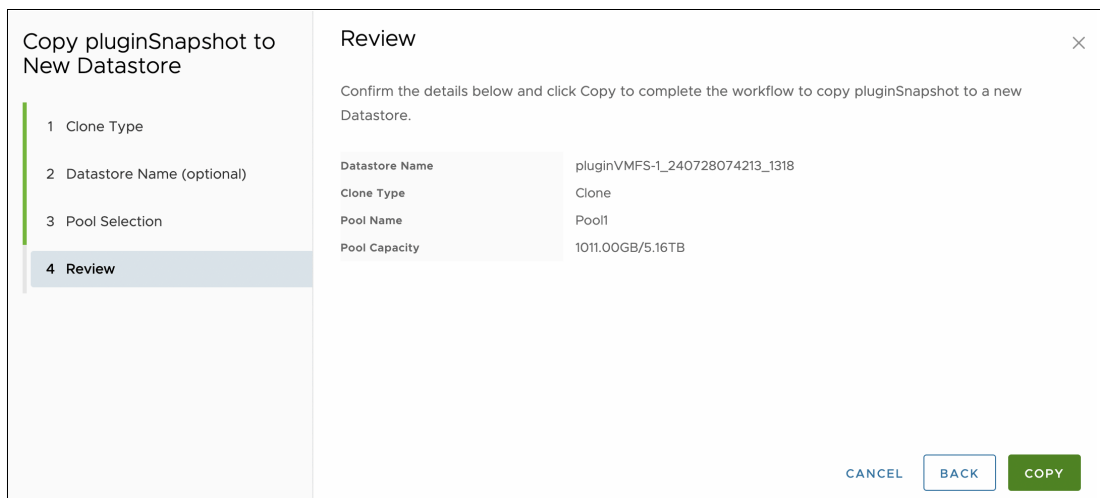 Copy pluginSnapshot to
New Datastore
1 Clone Type
2 Datastore Name (optional)
3 Pool Selection
4 Review
Review
Confirm the details below and click Copy to complete the workflow to copy pluginSnapshot to a new
Datastore.
Datastore Name pluginVMFS-1_240728074213_1318
Clone Type Clone
Pool Name Pool1
Pool Capacity 1011.00GB/5.16TB
CANCEL BACK COPY